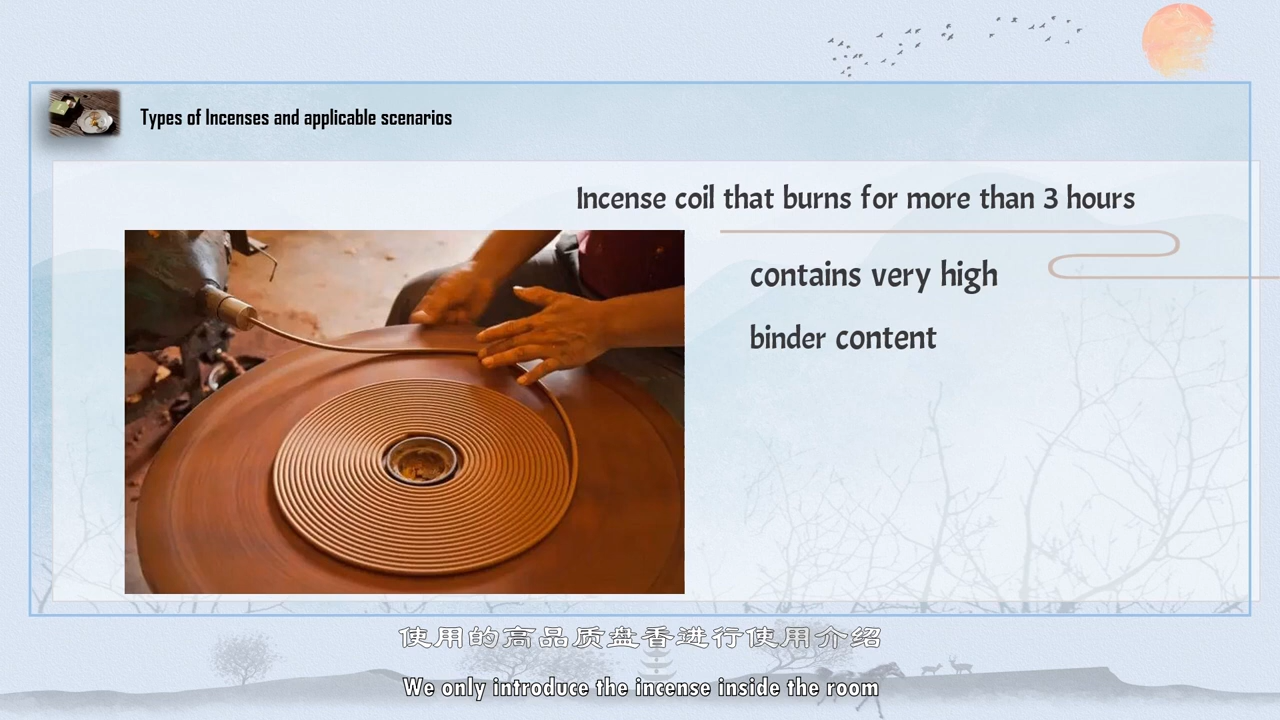 Types of Incenses and applicable scenarios
Incense coil that burns for more than 3 hours
contains very high
binder content
使用的高品质盘香进行使用介绍
We only introduce the incense inside the room